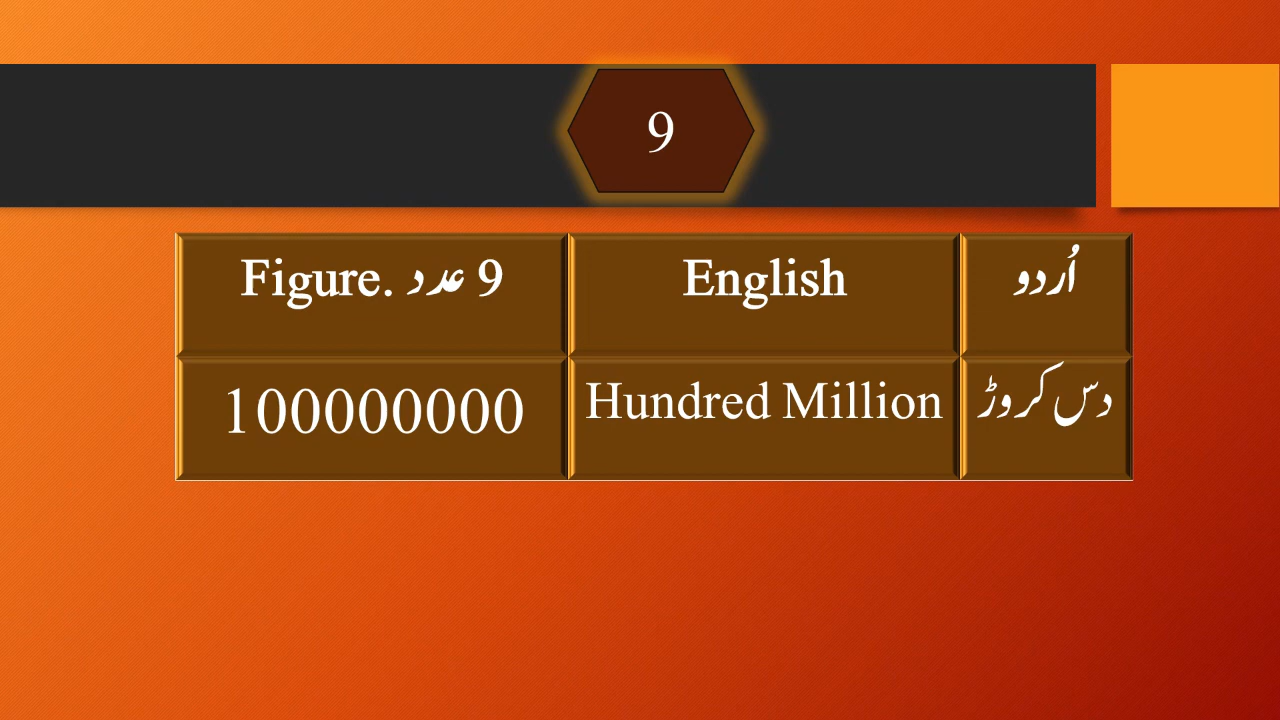 9
Figure. عدد 9
English
اُردو
100000000
Hundred Million
دس کروڑ